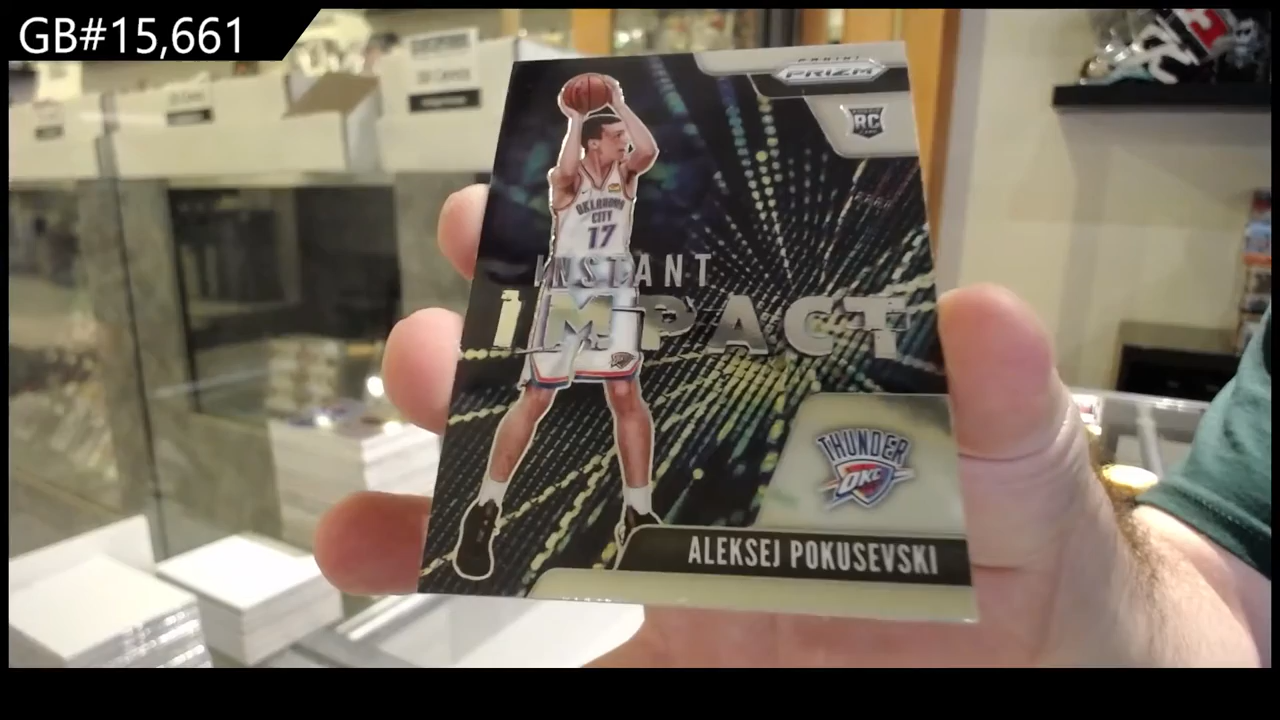 GB#15,661
PANINI
PRIZM
RC
OKLAHOMA
CITY
17
INSTANT
IMPACT
THUNDER
OKC
ALEKSEJ POKUSEVSKI